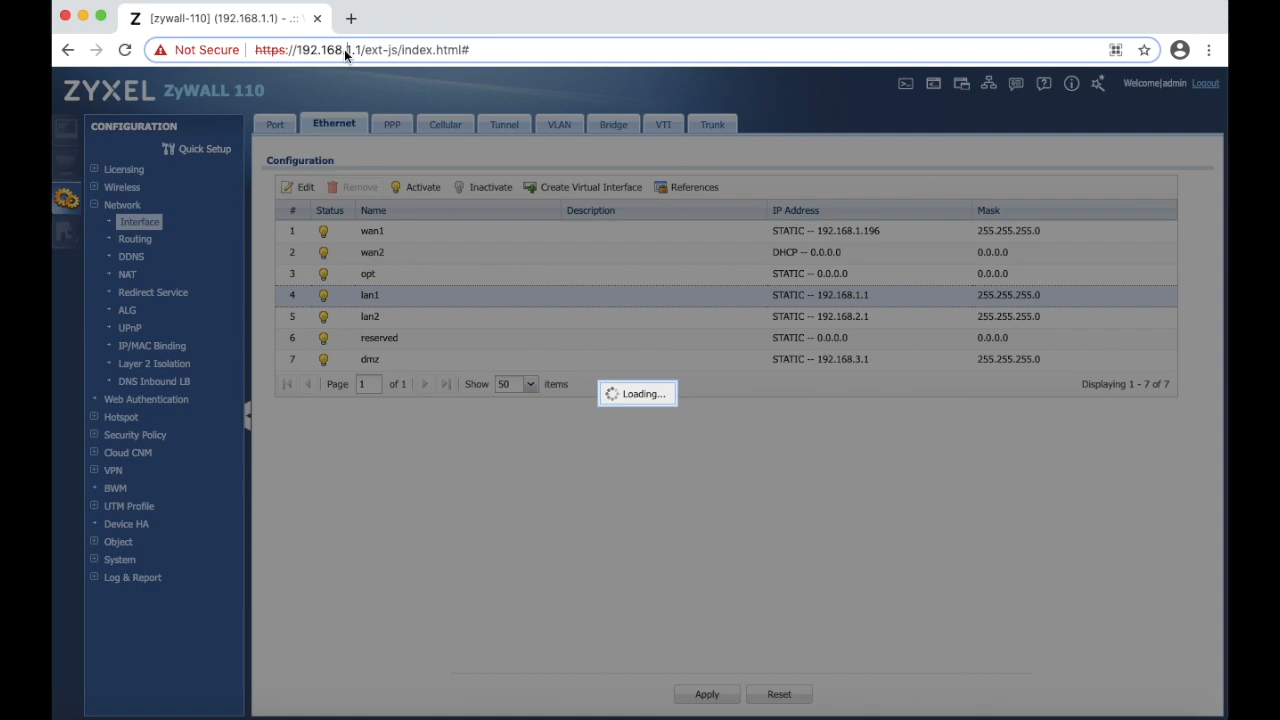 [zywall-110] (192.168.1.1) - .::
Not Secure https://192.168.1.1/ext-js/index.html#
ZYXEL ZyWALL 110
Welcome|admin Logout
CONFIGURATION
Quick Setup
Licensing
Wireless
Network
Interface
Routing
DDNS
NAT
Redirect Service
ALG
UPnP
IP/MAC Binding
Layer 2 Isolation
DNS Inbound LB
Web Authentication
Hotspot
Security Policy
Cloud CNM
VPN
BWM
UTM Profile
Device HA
Object
System
Log & Report
Port Ethernet PPP Cellular Tunnel VLAN Bridge VTI Trunk
Configuration
Edit Remove Activate Inactivate Create Virtual Interface References
# Status Name Description IP Address Mask
1 wan1 STATIC -- 192.168.1.196 255.255.255.0
2 wan2 DHCP -- 0.0.0.0 0.0.0.0
3 opt STATIC -- 0.0.0.0 0.0.0.0
4 lan1 STATIC -- 192.168.1.1 255.255.255.0
5 lan2 STATIC -- 192.168.2.1 255.255.255.0
6 reserved STATIC -- 0.0.0.0 0.0.0.0
7 dmz STATIC -- 192.168.3.1 255.255.255.0
Page 1 of 1 Show 50 items Displaying 1 - 7 of 7
Loading...
Apply Reset